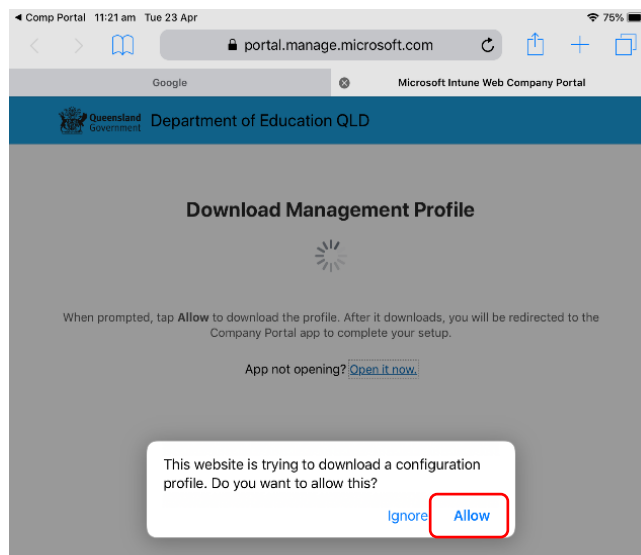 Comp Portal 11:21 am Tue 23 Apr 75%
portal.manage.microsoft.com
Google Microsoft Intune Web Company Portal
Queensland
Government
Department of Education QLD
Download Management Profile
When prompted, tap Allow to download the profile. After it downloads, you will be redirected to the
Company Portal app to complete your setup.
App not opening? Open it now.
This website is trying to download a configuration
profile. Do you want to allow this?
Ignore Allow